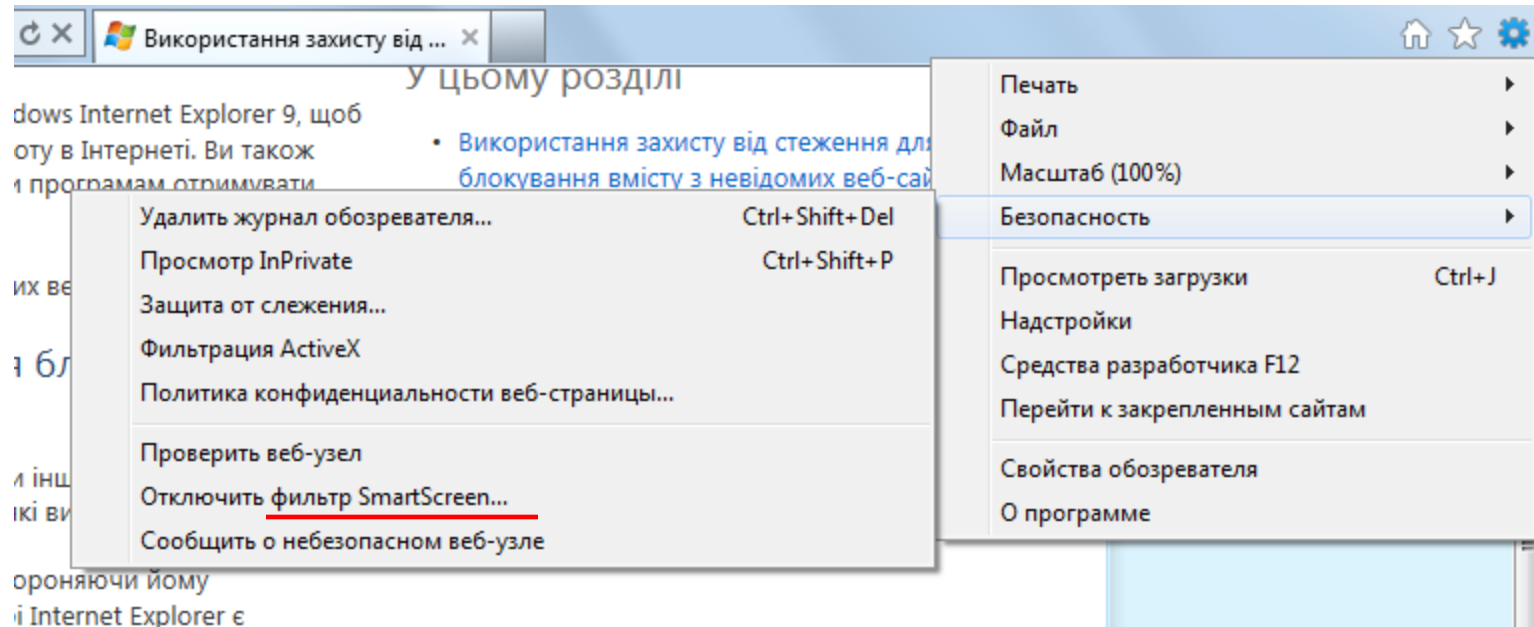 Використання захисту від ...
У цьому розділі
dows Internet Explorer 9, щоб
оту в Інтернеті. Ви також
и програмам отримувати
• Використання захисту від стеження для
блокування вмісту з невідомих веб-сай
Печать
Файл
Масштаб (100%)
Безопасность
Просмотреть загрузки Ctrl+J
Надстройки
Средства разработчика F12
Перейти к закрепленным сайтам
Свойства обозревателя
О программе
Удалить журнал обозревателя... Ctrl+Shift+Del
Просмотр InPrivate Ctrl+Shift+P
Защита от слежения...
Фильтрация ActiveX
Политика конфиденциальности веб-страницы...
Проверить веб-узел
Отключить фильтр SmartScreen...
Сообщить о небезопасном веб-узле
их ве
я бл
и інш
які ви
ороняючи йому
і Internet Explorer є